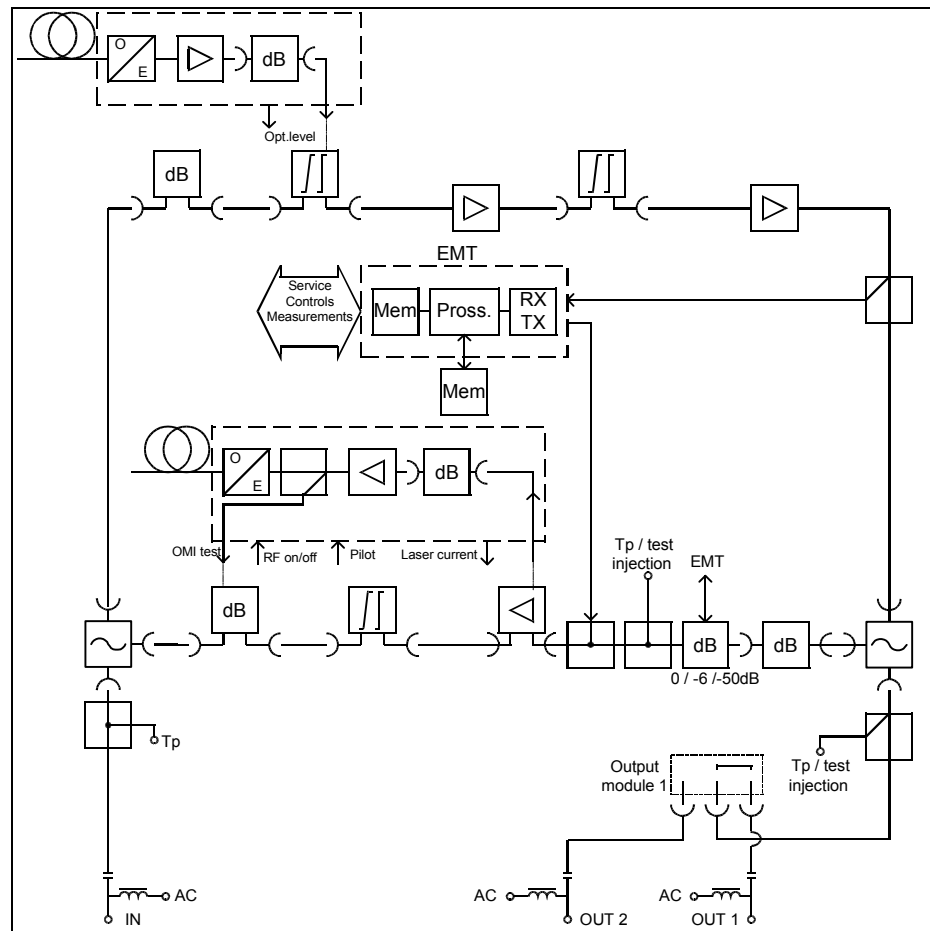 O
E
dB
Opt.level
dB
EMT
Service
Controls
Measurements
Mem
Pross.
RX
TX
Mem
O
E
dB
OMI test
RF on/off
Pilot
Laser current
Tp / test
injection
EMT
dB
dB
dB
0 / -6 /-50dB
Tp
Output
module 1
Tp / test
injection
AC
IN
AC
OUT 2
AC
OUT 1